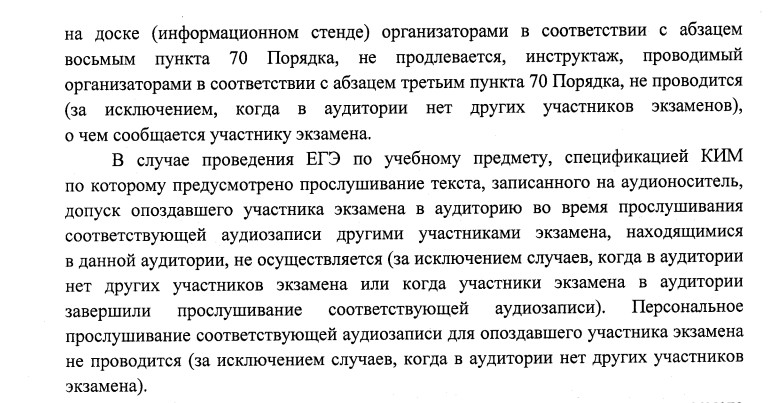 на доске (информационном стенде) организаторами в соответствии с абзацем
восьмым пункта 70 Порядка, не продлевается, инструктаж, проводимый
организаторами в соответствии с абзацем третьим пункта 70 Порядка, не проводится
(за исключением, когда в аудитории нет других участников экзаменов),
о чем сообщается участнику экзамена.
В случае проведения ЕГЭ по учебному предмету, спецификацией КИМ
по которому предусмотрено прослушивание текста, записанного на аудионоситель,
допуск опоздавшего участника экзамена в аудиторию во время прослушивания
соответствующей аудиозаписи другими участниками экзамена, находящимися
в данной аудитории, не осуществляется (за исключением случаев, когда в аудитории
нет других участников экзамена или когда участники экзамена в аудитории
завершили прослушивание соответствующей аудиозаписи). Персональное
прослушивание соответствующей аудиозаписи для опоздавшего участника экзамена
не проводится (за исключением случаев, когда в аудитории нет других участников
экзамена).